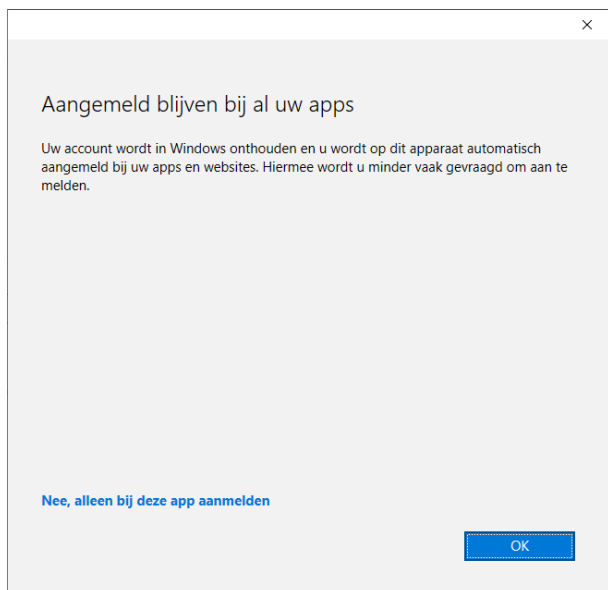 Aangemeld blijven bij al uw apps
Uw account wordt in Windows onthouden en u wordt op dit apparaat automatisch
aangemeld bij uw apps en websites. Hiermee wordt u minder vaak gevraagd om aan te
melden.
Nee, alleen bij deze app aanmelden
OK